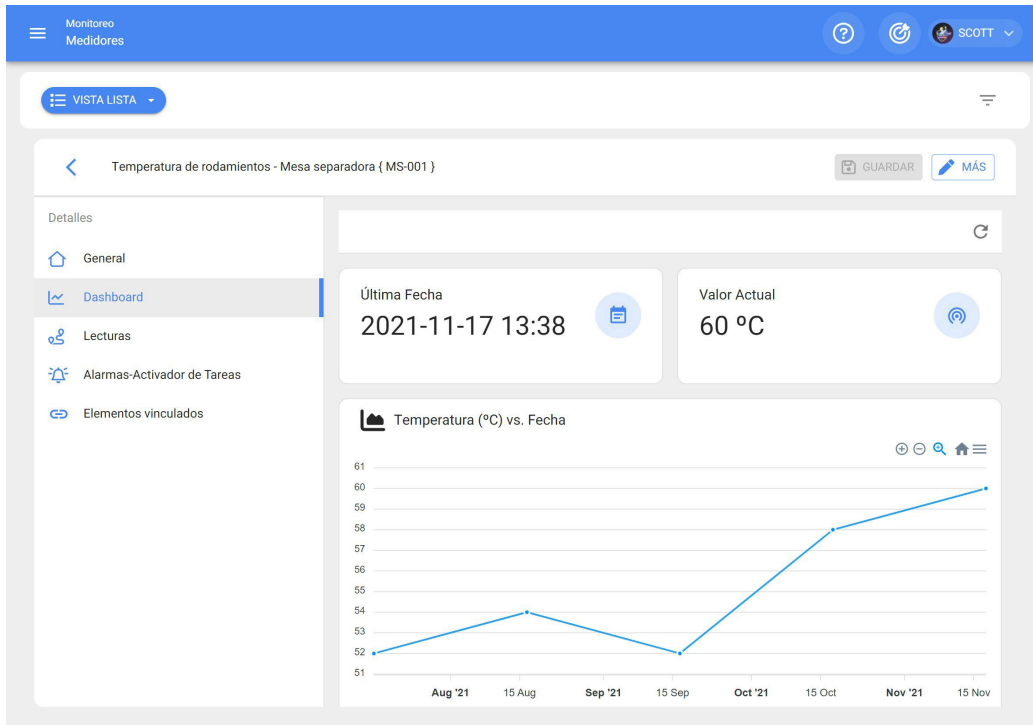 Monitoreo
Medidores
SCOTT
VISTA LISTA
Temperatura de rodamientos - Mesa separadora { MS-001 }
GUARDAR
MÁS
Detalles
General
Dashboard
Lecturas
Alarmas-Activador de Tareas
Elementos vinculados
Última Fecha
2021-11-17 13:38
Valor Actual
60 ºC
Temperatura (ºC) vs. Fecha
61
60
59
58
57
56
55
54
53
52
51
Aug '21 15 Aug Sep '21 15 Sep Oct '21 15 Oct Nov '21 15 Nov